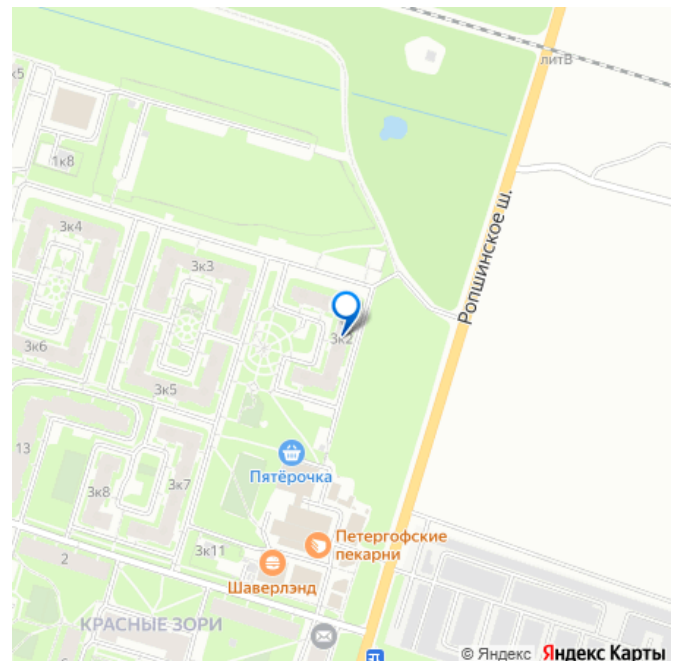 литВ
к5
1к8
3к4
3к3
Ропшинское ш.
3к2
3к6
3к5
13
Пятёрочка
3к8
3к7
Петергофские
пекарни
3к11
2
Шаверлэнд
КРАСНЫЕ ЗОРИ
© Яндекс Яндекс Карты